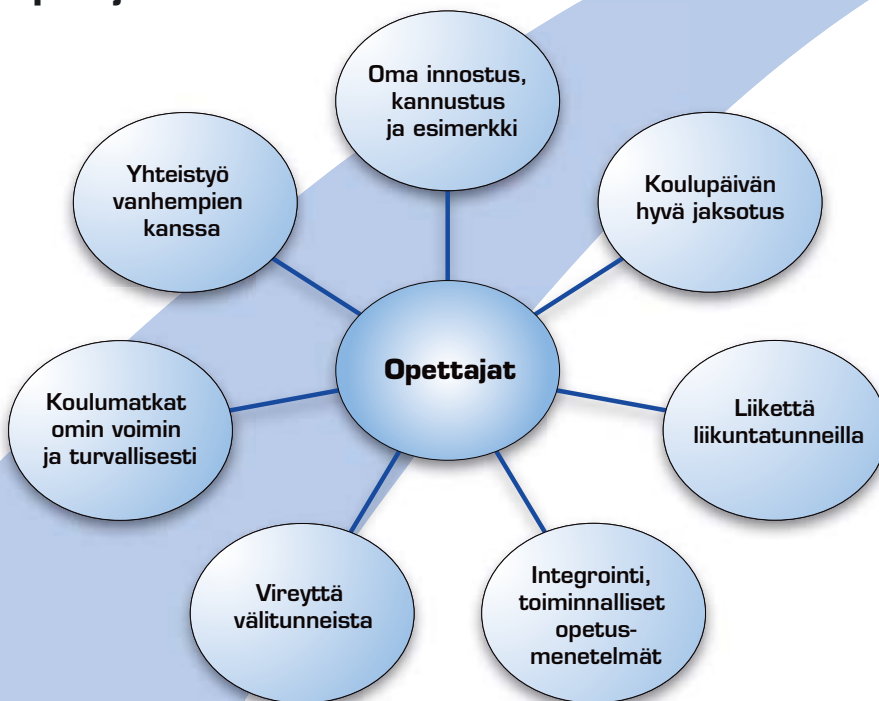 Oma innostus,
kannustus
ja esimerkki
Koulupäivän
hyvä jaksotus
Liikettä
liikuntatunneilla
Integrointi,
toiminnalliset
opetus-
menetelmät
Vireyttä
välitunneista
Koulumatkat
omin voimin
ja turvallisesti
Yhteistyö
vanhempien
kanssa
Opettajat